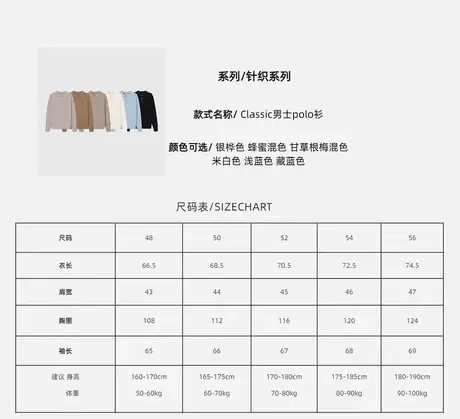 系列/针织系列
款式名称/ Classic男士polo衫
颜色可选/ 银桦色 蜂蜜混色 甘草根梅混色
米白色 浅蓝色 藏蓝色
尺码表/SIZECHART
尺码 48 50 52 54 56
衣长 66.5 68.5 70.5 72.5 74.5
肩宽 43 44 45 46 47
胸围 108 112 116 120 124
袖长 65 66 67 68 69
建议 身高 160-170cm 165-175cm 170-180cm 175-185cm 180-190cm
体重 50-60kg 60-70kg 70-80kg 80-90kg 90-100kg